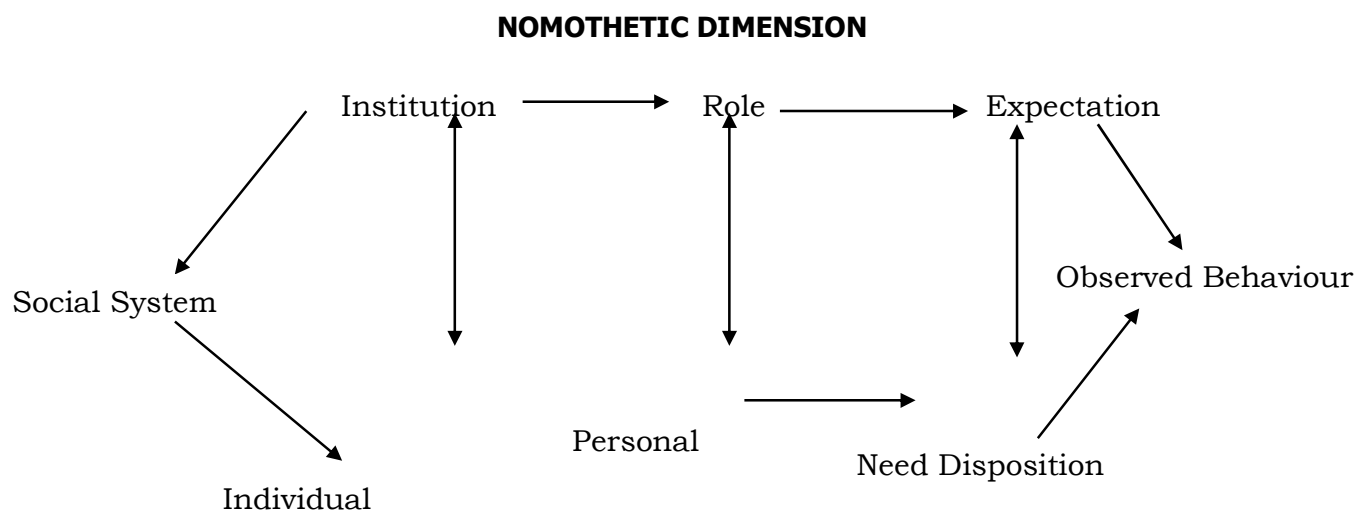 NOMOTHETIC DIMENSION
Institution Role Expectation
Observed Behaviour
Social System
Personal
Need Disposition
Individual